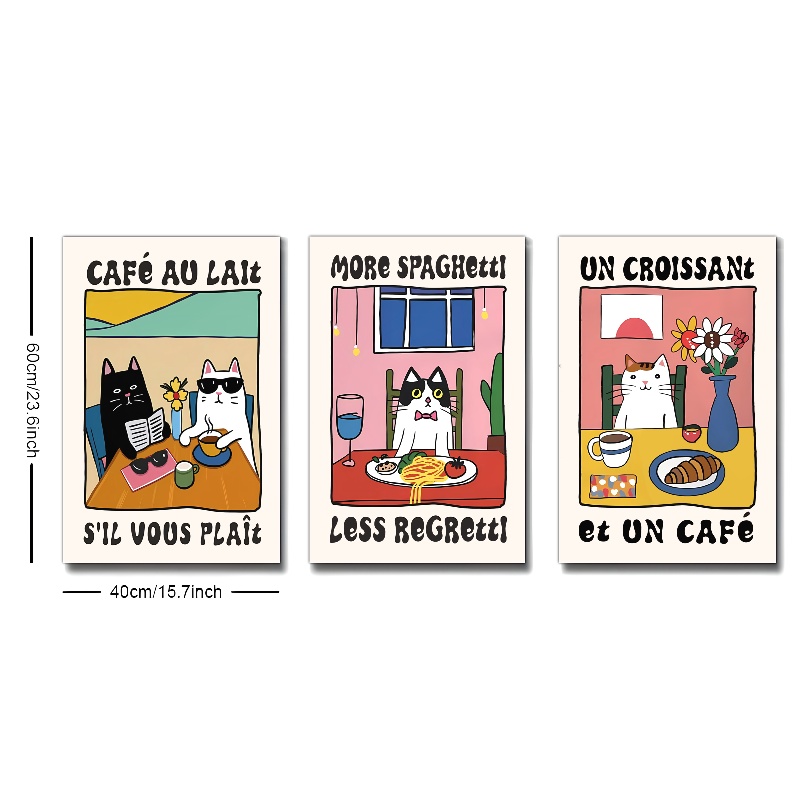 CAFé AU LAIt
S'IL VOUS PLAÎt
MORe SPAGHettI
LeSS ReGRettI
UN CROISSANt
et UN CAFé
60cm/23.6inch
40cm/15.7inch